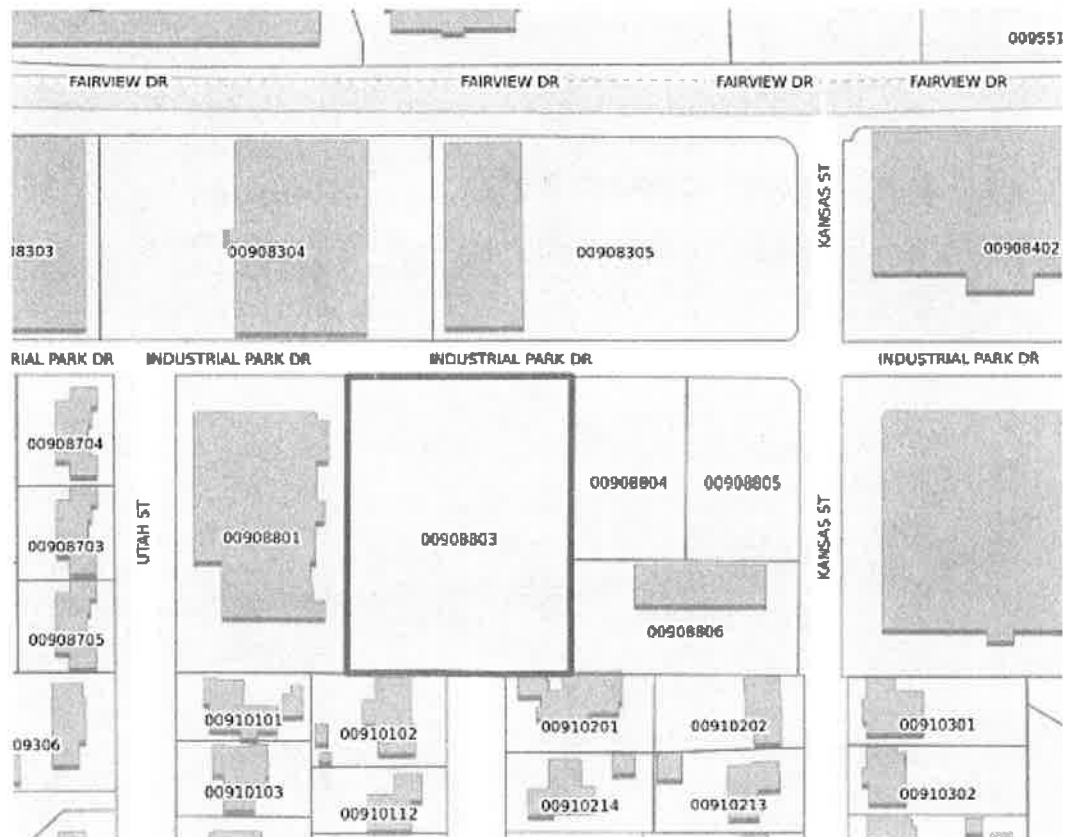 009551
FAIRVIEW DR FAIRVIEW DR FAIRVIEW DR FAIRVIEW DR
KANSAS ST
8303 00908304 00908305 00908402
RIAL PARK DR INDUSTRIAL PARK DR INDUSTRIAL PARK DR INDUSTRIAL PARK DR
00908704
00908804 00908805
UTAH ST
KANSAS ST
00908703 00908801 00908803
00908705 00908806
00910101 00910102 00910201 00910202 00910301
09306
00910103 00910112 00910214 00910213 00910302